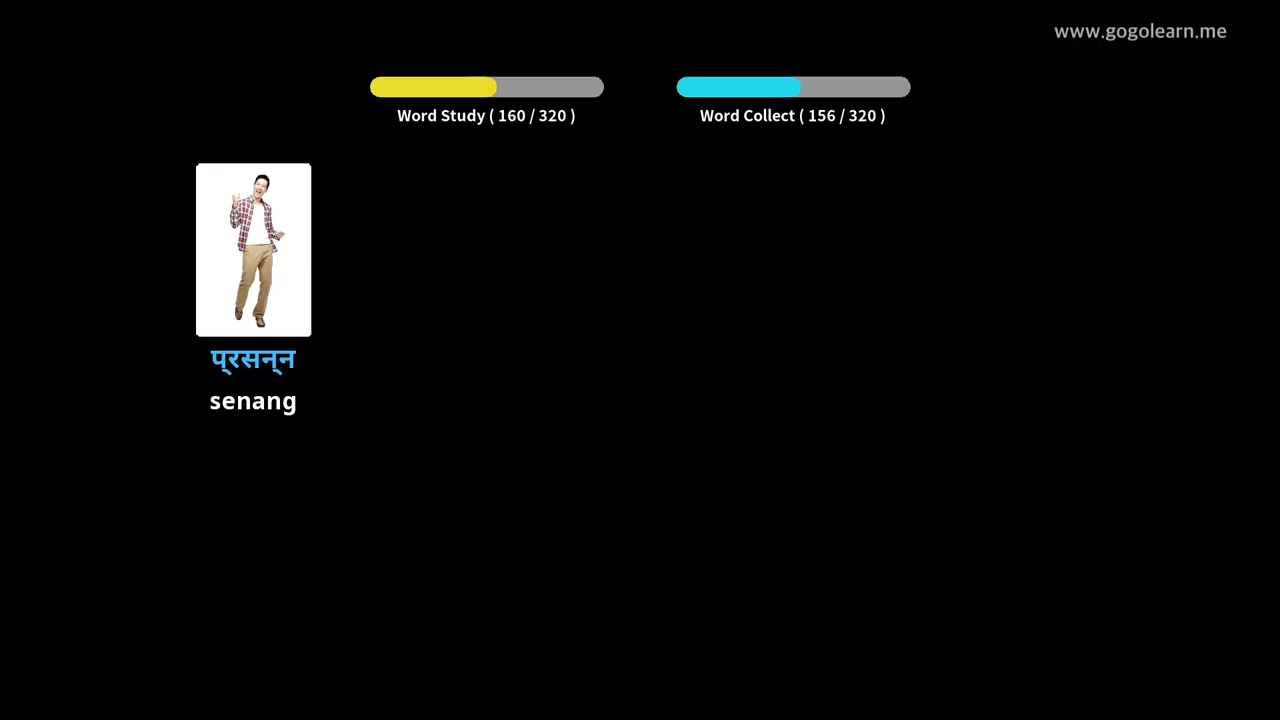 www.gogolearn.me
Word Study ( 160 / 320 )
Word Collect ( 156 / 320 )
प्रसन्न
senang